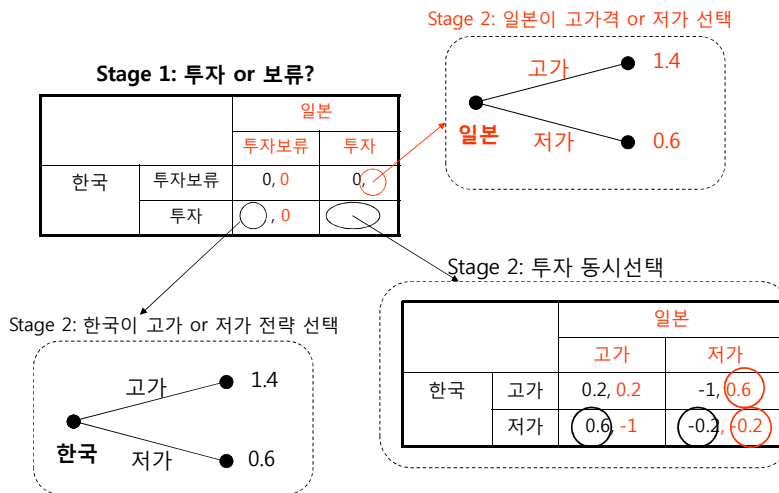 Stage 2: 일본이 고가격 or 저가 선택
고가
1.4
일본
저가
0.6
Stage 1: 투자 or 보류?
일본
투자보류 투자
한국 투자보류 0, 0 0,
투자 , 0
Stage 2: 한국이 고가 or 저가 전략 선택
고가
1.4
한국
저가
0.6
Stage 2: 투자 동시선택
일본
고가 저가
한국 고가 0.2, 0.2 -1, 0.6
저가 0.6, -1 -0.2, -0.2